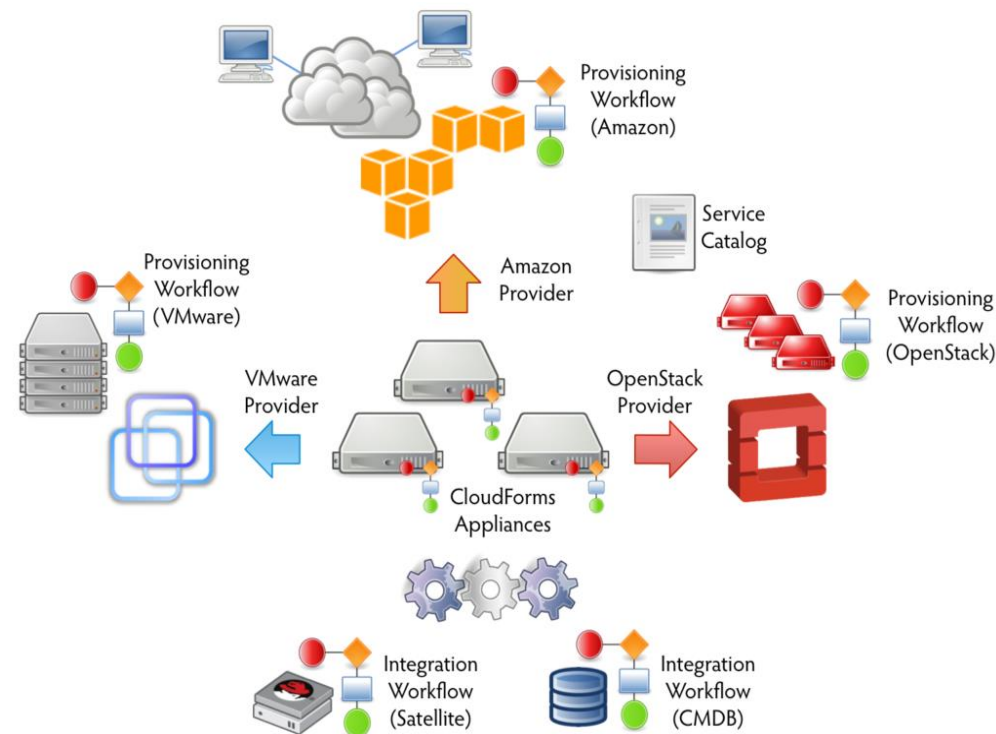 Provisioning
Workflow
(Amazon)
Service
Catalog
Provisioning
Workflow
(VMware)
Amazon
Provider
Provisioning
Workflow
(OpenStack)
VMware
Provider
OpenStack
Provider
CloudForms
Appliances
Integration
Workflow
(Satellite)
Integration
Workflow
(CMDB)